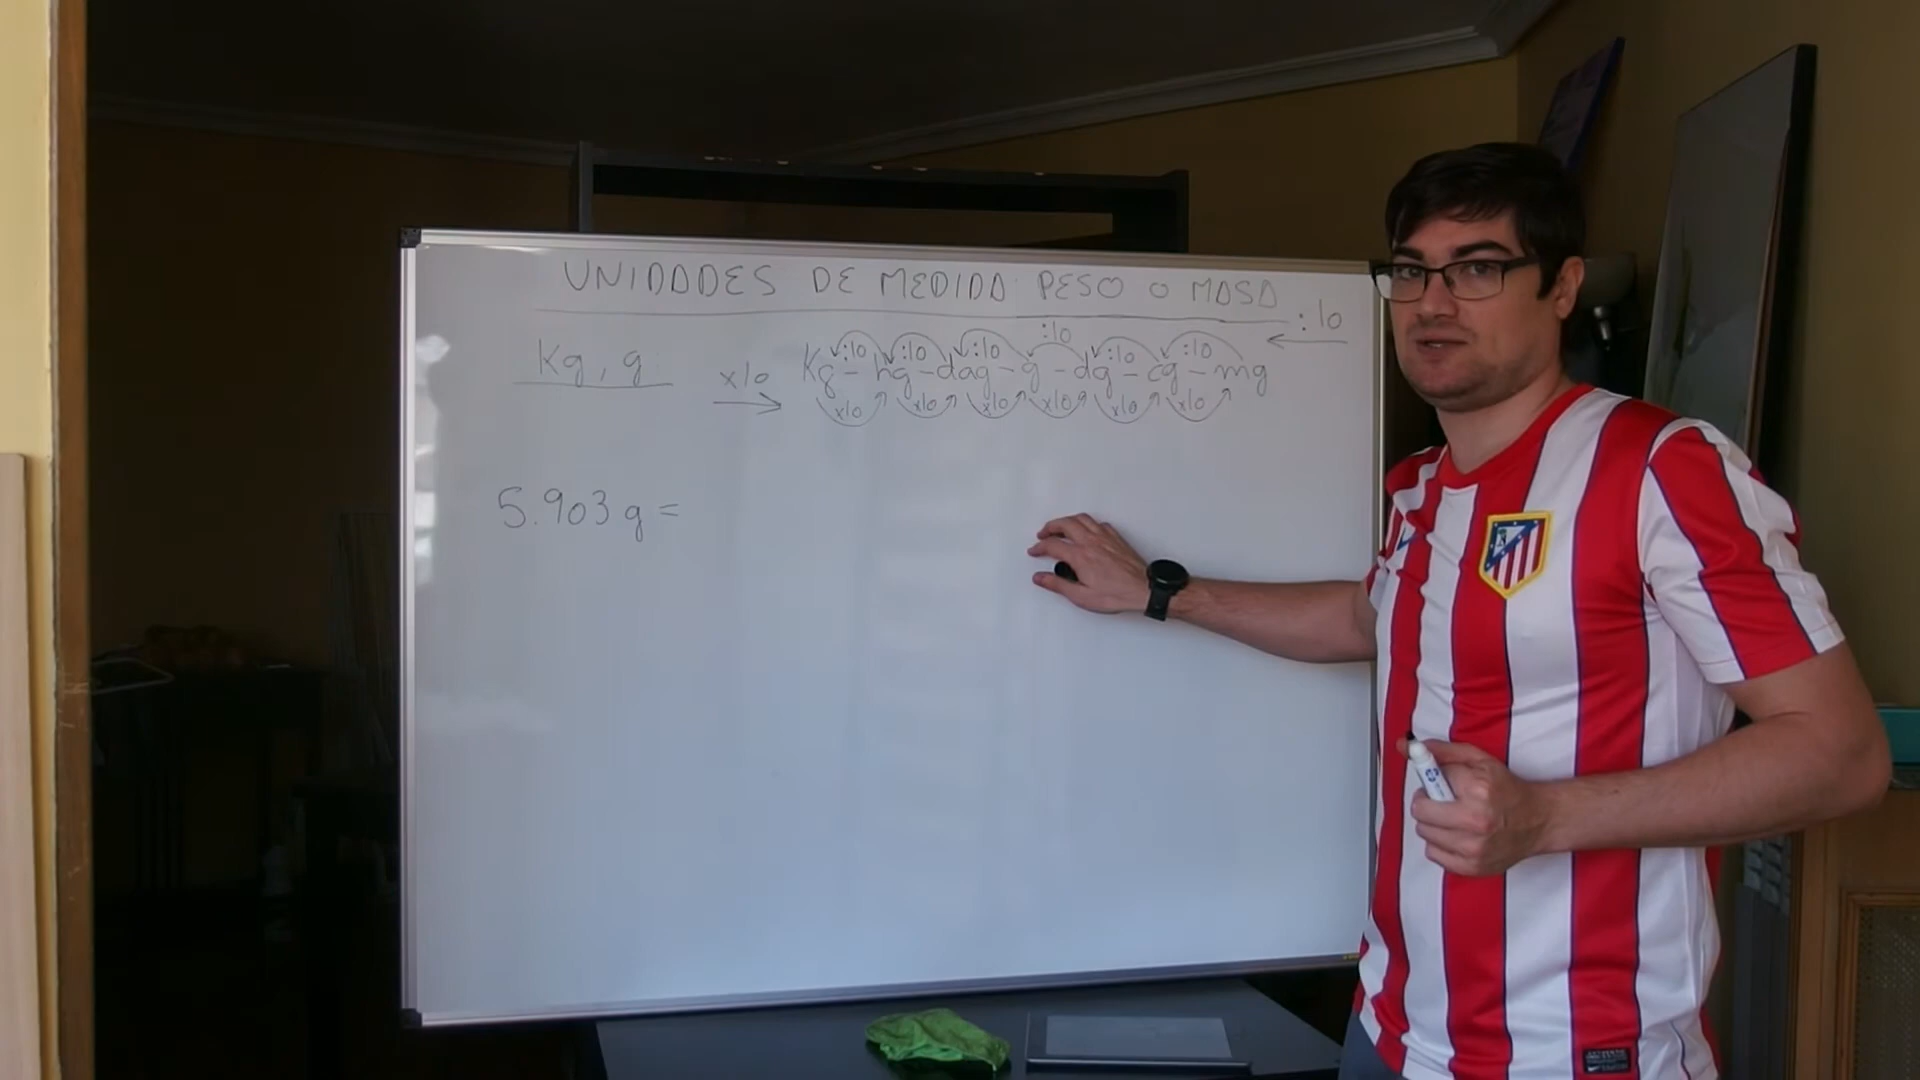 UNIDADES DE MEDIDA: PESO O MASA
:10
Kg, g
x10
:10 :10 :10 :10 :10 :10
Kg - hg - dag - g - dg - cg - mg
x10 x10 x10 x10 x10 x10
5.903 g =